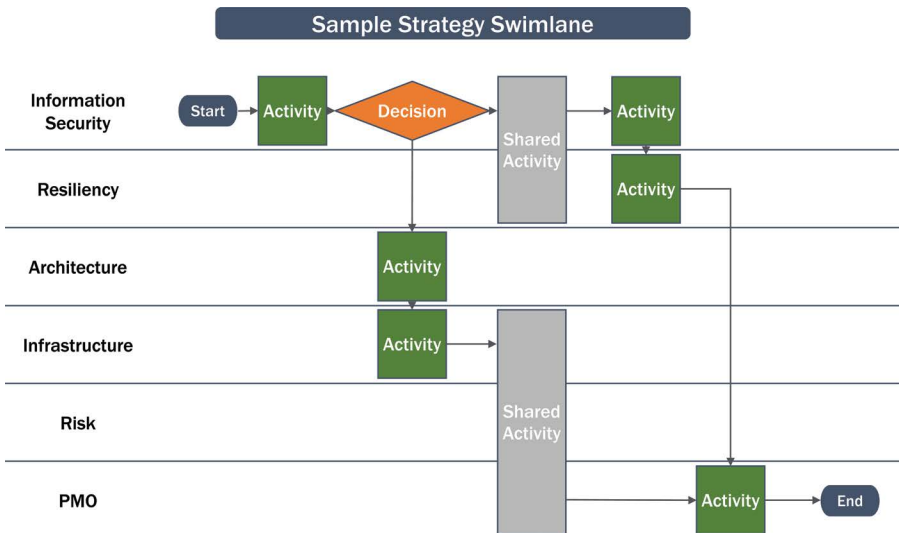 Sample Strategy Swimlane
Information
Security
Start
Activity
Decision
Shared
Activity
Activity
Resiliency
Activity
Architecture
Activity
Infrastructure
Activity
Shared
Activity
Risk
PMO
Activity
End